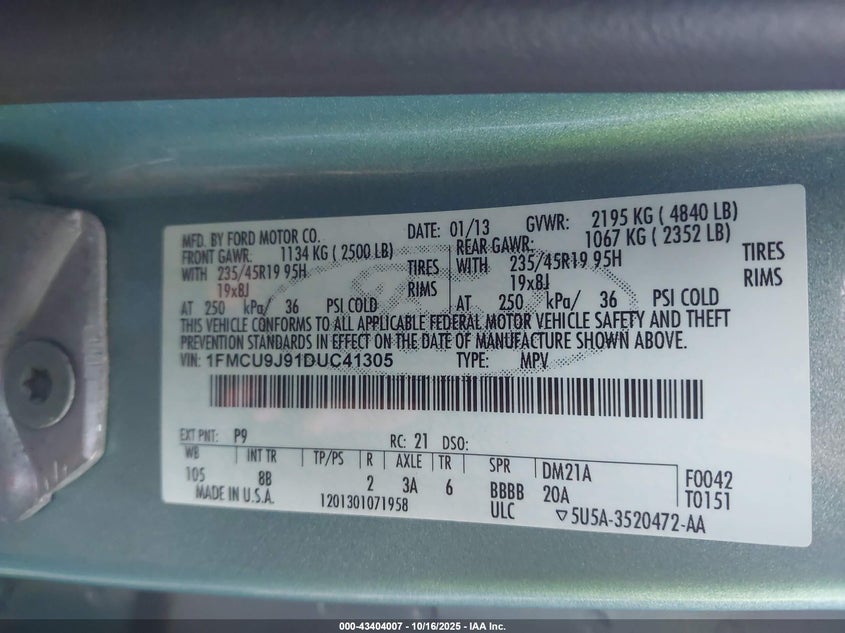 MFD. BY FORD MOTOR CO. DATE: 01/13 GVWR: 2195 KG ( 4840 LB)
FRONT GAWR: 1134 KG ( 2500 LB) REAR GAWR: 1067 KG ( 2352 LB)
WITH 235/45R19 95H TIRES WITH 235/45R19 95H TIRES
19x8J RIMS 19x8J RIMS
AT 250 kPa/ 36 PSI COLD AT 250 kPa/ 36 PSI COLD
THIS VEHICLE CONFORMS TO ALL APPLICABLE FEDERAL MOTOR VEHICLE SAFETY AND THEFT
PREVENTION STANDARDS IN EFFECT ON THE DATE OF MANUFACTURE SHOWN ABOVE.
VIN: 1FMCU9J91DUC41305 TYPE: MPV
EXT PNT: P9 RC: 21 DSO:
WB INT TR TP/PS R AXLE TR SPR DM21A F0042
105 8B 2 3A 6 BBBB 20A T0151
MADE IN U.S.A. 1201301071958 ULC ▽5U5A-3520472-AA
000-43404007 - 10/16/2025 - IAA Inc.